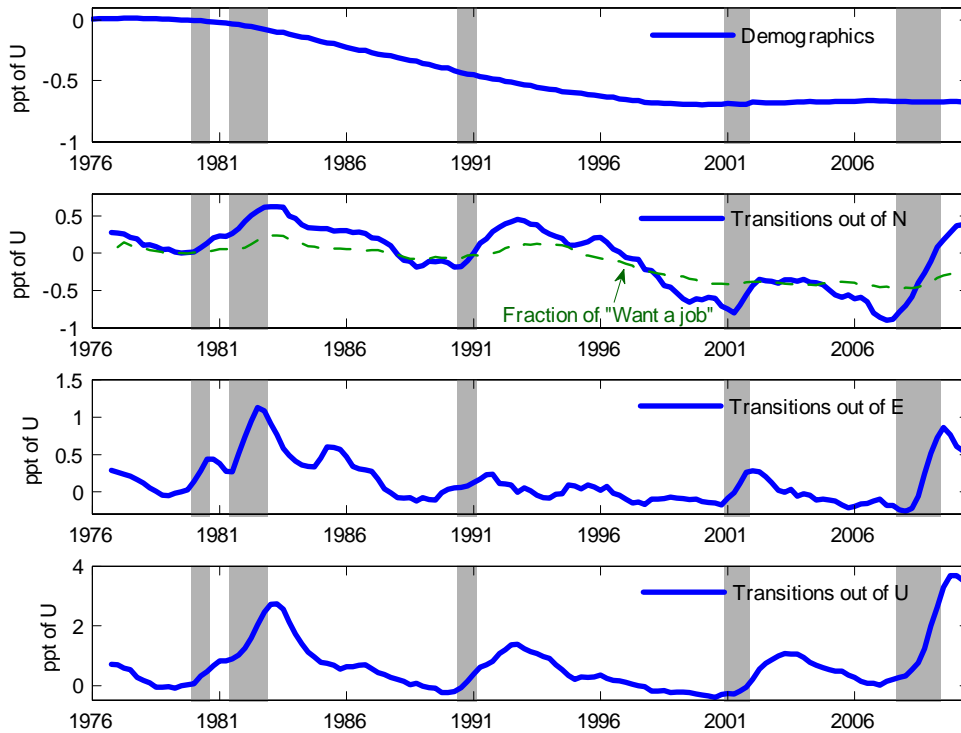 0
-0.5
-1
ppt of U
Demographics
1976 1981 1986 1991 1996 2001 2006
0.5
0
-0.5
-1
ppt of U
Transitions out of N
Fraction of "Want a job"
1976 1981 1986 1991 1996 2001 2006
1.5
1
0.5
0
ppt of U
Transitions out of E
1976 1981 1986 1991 1996 2001 2006
4
2
0
ppt of U
Transitions out of U
1976 1981 1986 1991 1996 2001 2006